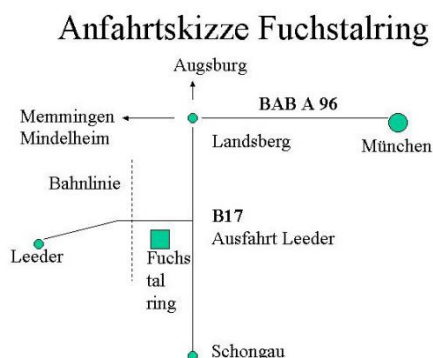 Anfahrtskizze Fuchstalring
Augsburg
BAB A 96
Memmingen
Mindelheim
Landsberg
München
Bahnlinie
B17
Ausfahrt Leeder
Leeder
Fuchs
tal
ring
Schongau